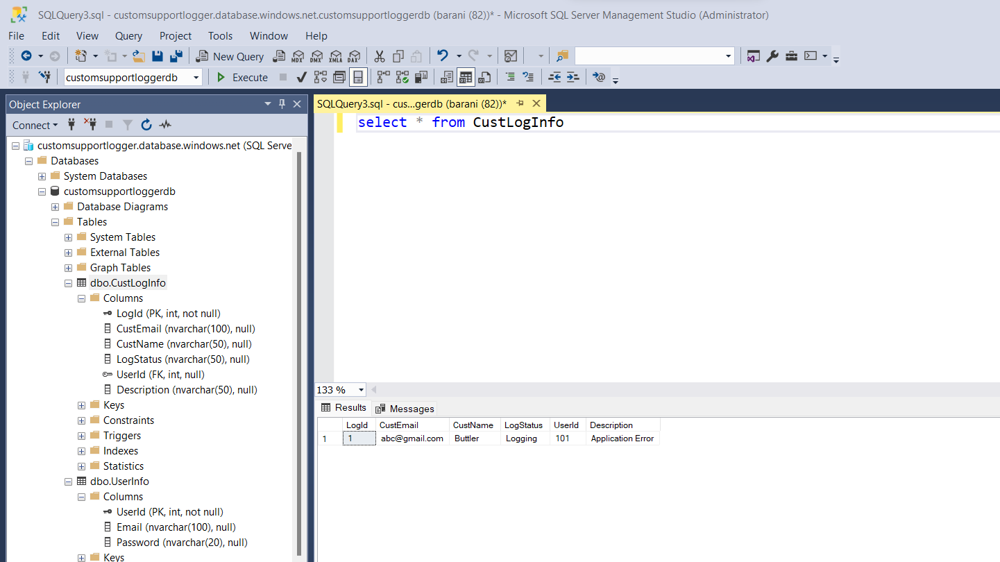 SQLQuery3.sql - customsupportlogger.database.windows.net.customsupportloggerdb (barani (82))* - Microsoft SQL Server Management Studio (Administrator)
File Edit View Query Project Tools Window Help
New Query MDX DMX XMLA DAX
customsupportloggerdb Execute
Object Explorer
Connect
customsupportlogger.database.windows.net (SQL Serve
Databases
System Databases
customsupportloggerdb
Database Diagrams
Tables
System Tables
External Tables
Graph Tables
dbo.CustLogInfo
Columns
LogId (PK, int, not null)
CustEmail (nvarchar(100), null)
CustName (nvarchar(50), null)
LogStatus (nvarchar(50), null)
UserId (FK, int, null)
Description (nvarchar(50), null)
Keys
Constraints
Triggers
Indexes
Statistics
dbo.UserInfo
Columns
UserId (PK, int, not null)
Email (nvarchar(100), null)
Password (nvarchar(20), null)
Keys
SQLQuery3.sql - cus...gerdb (barani (82))*
select * from CustLogInfo
133 %
Results Messages
LogId CustEmail CustName LogStatus UserId Description
1 1 abc@gmail.com Buttler Logging 101 Application Error